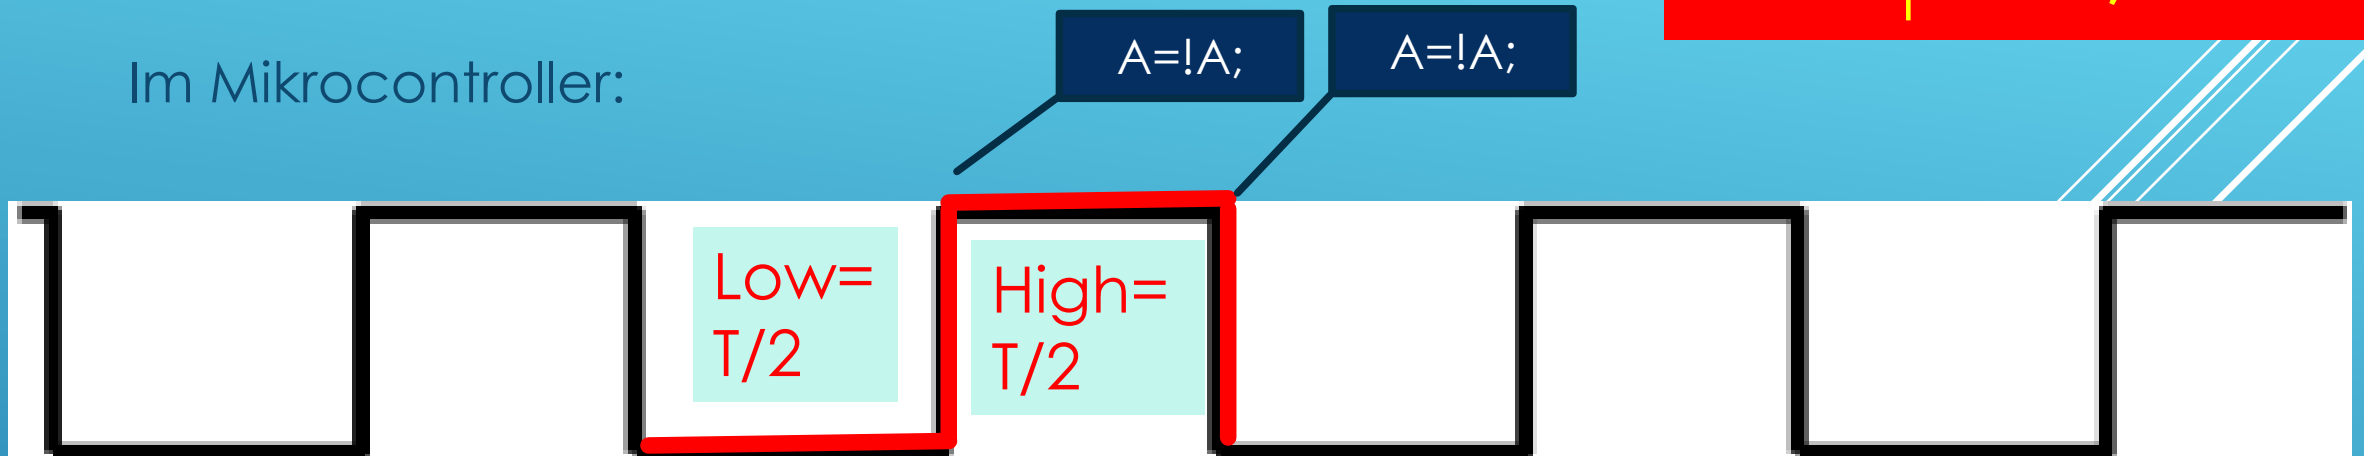 Im Mikrocontroller:
A=!A;
A=!A;
Low=
T/2
High=
T/2